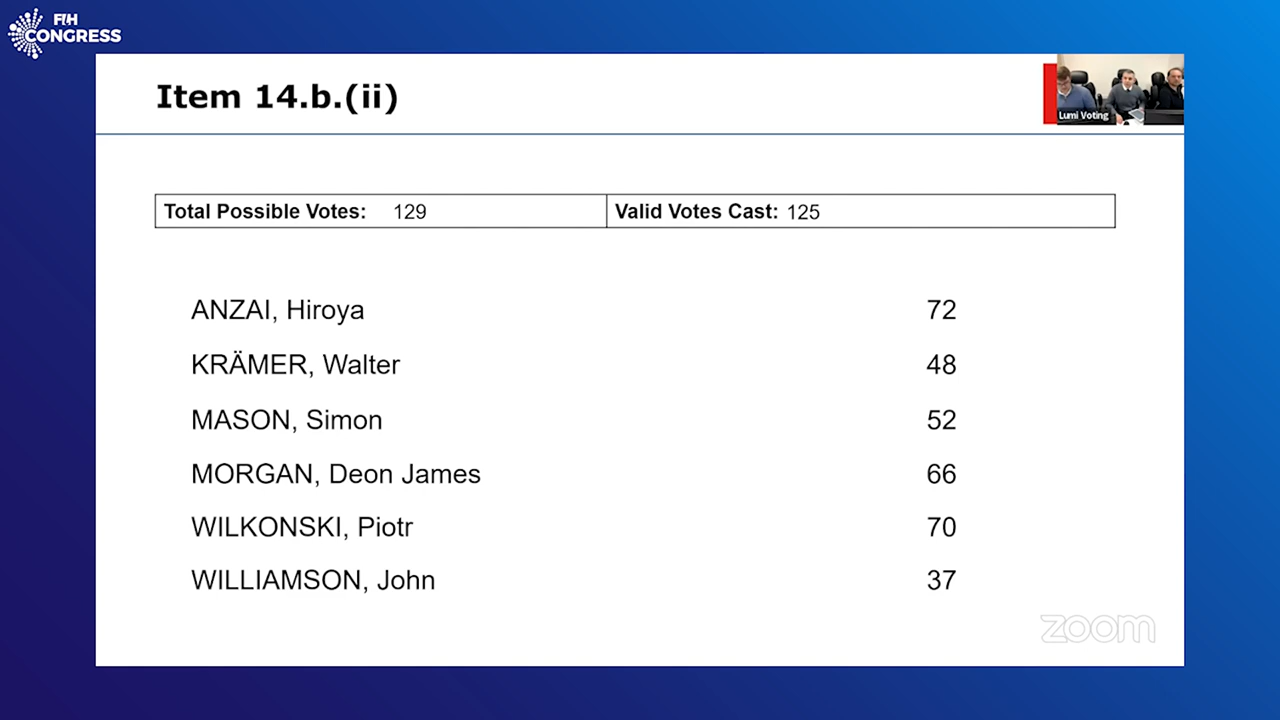 FIH
CONGRESS
Item 14.b.(ii)
Lumi Voting
Total Possible Votes: 129 Valid Votes Cast: 125
ANZAI, Hiroya 72
KRÄMER, Walter 48
MASON, Simon 52
MORGAN, Deon James 66
WILKONSKI, Piotr 70
WILLIAMSON, John 37
zoom